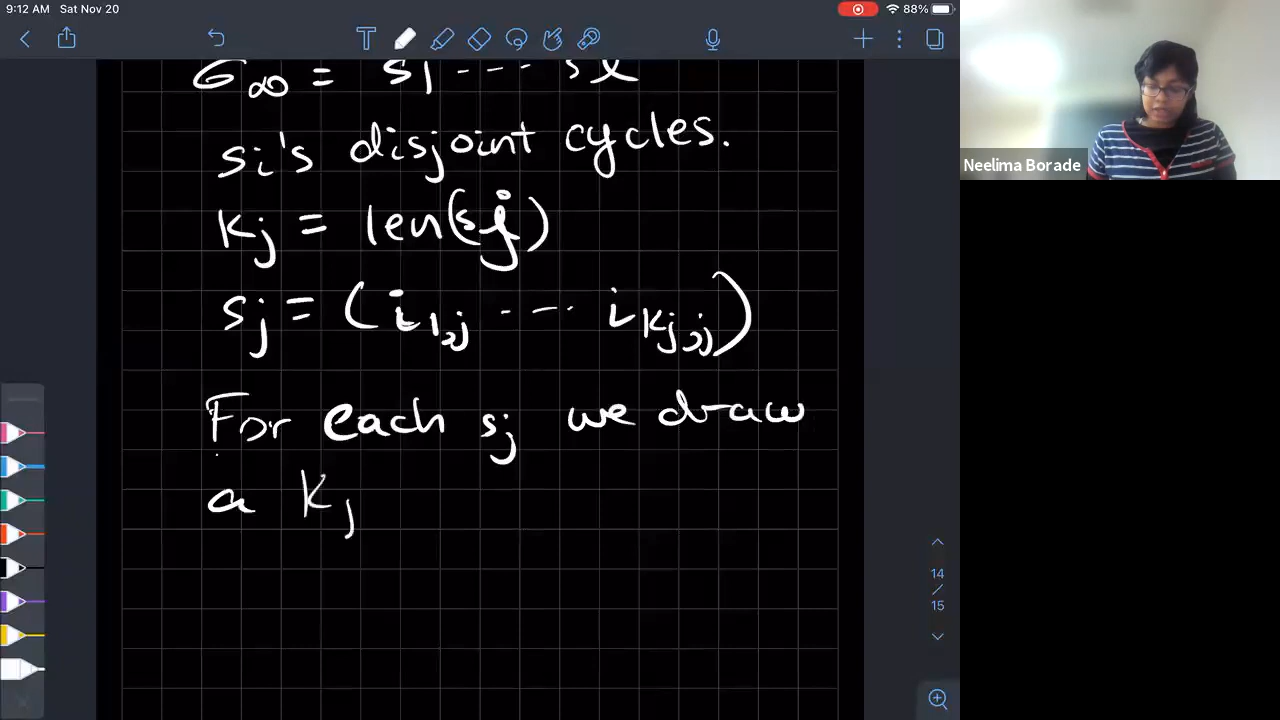 9:12 AM Sat Nov 20
88%
T
σ∞ = s1 --- sℓ
si's disjoint cycles.
kj = len(sj)
sj = (i1,j --- ikj,j)
For each sj we draw
a kj
14
/
15
Neelima Borade